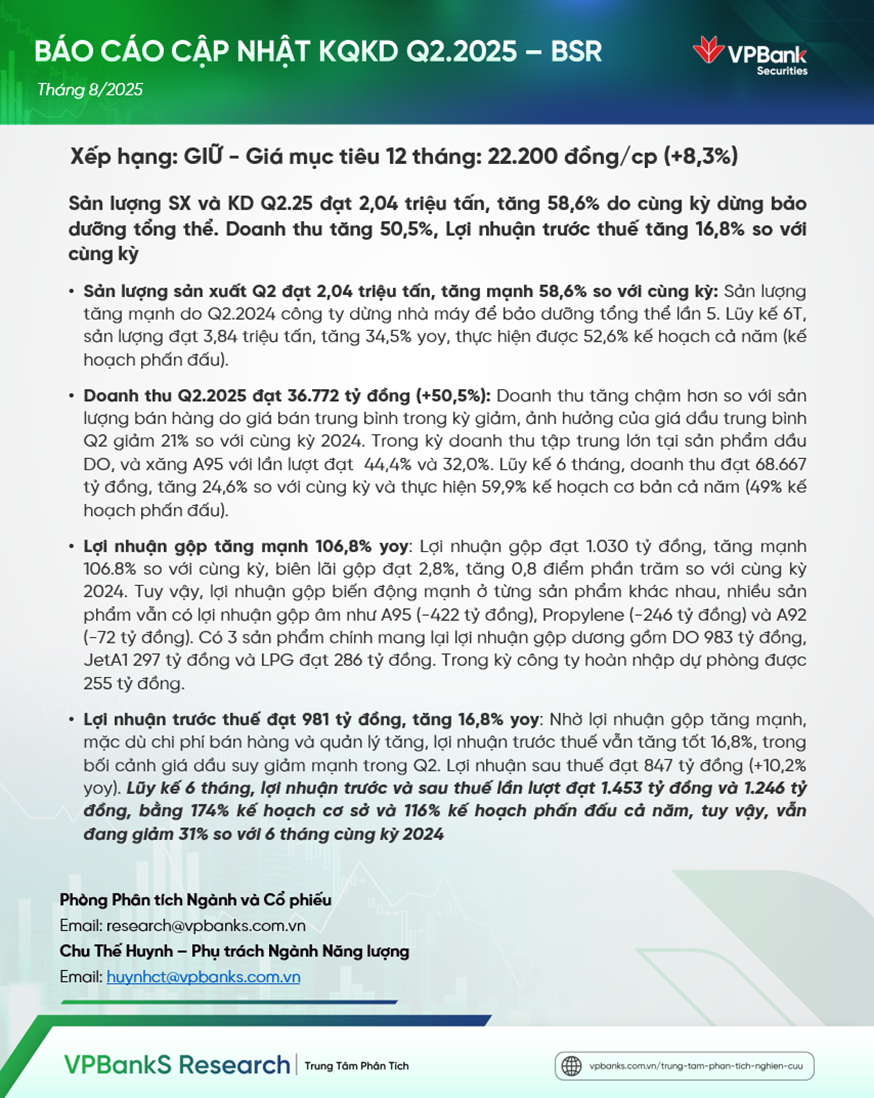 BÁO CÁO CẬP NHẬT KQKD Q2.2025 – BSR
VPBank
Securities
Tháng 8/2025
Xếp hạng: GIỮ - Giá mục tiêu 12 tháng: 22.200 đồng/cp (+8,3%)
Sản lượng SX và KD Q2.25 đạt 2,04 triệu tấn, tăng 58,6% do cùng kỳ dừng bảo
dưỡng tổng thể. Doanh thu tăng 50,5%, Lợi nhuận trước thuế tăng 16,8% so với
cùng kỳ
• Sản lượng sản xuất Q2 đạt 2,04 triệu tấn, tăng mạnh 58,6% so với cùng kỳ: Sản lượng
tăng mạnh do Q2.2024 công ty dừng nhà máy để bảo dưỡng tổng thể lần 5. Lũy kế 6T,
sản lượng đạt 3,84 triệu tấn, tăng 34,5% yoy, thực hiện được 52,6% kế hoạch cả năm (kế
hoạch phấn đấu).
• Doanh thu Q2.2025 đạt 36.772 tỷ đồng (+50,5%): Doanh thu tăng chậm hơn so với sản
lượng bán hàng do giá bán trung bình trong kỳ giảm, ảnh hưởng của giá dầu trung bình
Q2 giảm 21% so với cùng kỳ 2024. Trong kỳ doanh thu tập trung lớn tại sản phẩm dầu
DO, và xăng A95 với lần lượt đạt 44,4% và 32,0%. Lũy kế 6 tháng, doanh thu đạt 68.667
tỷ đồng, tăng 24,6% so với cùng kỳ và thực hiện 59,9% kế hoạch cơ bản cả năm (49% kế
hoạch phấn đấu).
• Lợi nhuận gộp tăng mạnh 106,8% yoy: Lợi nhuận gộp đạt 1.030 tỷ đồng, tăng mạnh
106.8% so với cùng kỳ, biên lãi gộp đạt 2,8%, tăng 0,8 điểm phần trăm so với cùng kỳ
2024. Tuy vậy, lợi nhuận gộp biến động mạnh ở từng sản phẩm khác nhau, nhiều sản
phẩm vẫn có lợi nhuận gộp âm như A95 (-422 tỷ đồng), Propylene (-246 tỷ đồng) và A92
(-72 tỷ đồng). Có 3 sản phẩm chính mang lại lợi nhuận gộp dương gồm DO 983 tỷ đồng,
JetA1 297 tỷ đồng và LPG đạt 286 tỷ đồng. Trong kỳ công ty hoàn nhập dự phòng được
255 tỷ đồng.
• Lợi nhuận trước thuế đạt 981 tỷ đồng, tăng 16,8% yoy: Nhờ lợi nhuận gộp tăng mạnh,
mặc dù chi phí bán hàng và quản lý tăng, lợi nhuận trước thuế vẫn tăng tốt 16,8%, trong
bối cảnh giá dầu suy giảm mạnh trong Q2. Lợi nhuận sau thuế đạt 847 tỷ đồng (+10,2%
yoy). Lũy kế 6 tháng, lợi nhuận trước và sau thuế lần lượt đạt 1.453 tỷ đồng và 1.246 tỷ
đồng, bằng 174% kế hoạch cơ sở và 116% kế hoạch phấn đấu cả năm, tuy vậy, vẫn
đang giảm 31% so với 6 tháng cùng kỳ 2024
Phòng Phân tích Ngành và Cổ phiếu
Email: research@vpbanks.com.vn
Chu Thế Huynh – Phụ trách Ngành Năng lượng
Email: huynhct@vpbanks.com.vn
VPBankS Research | Trung Tâm Phân Tích
vpbanks.com.vn/trung-tam-phan-tich-nghien-cuu